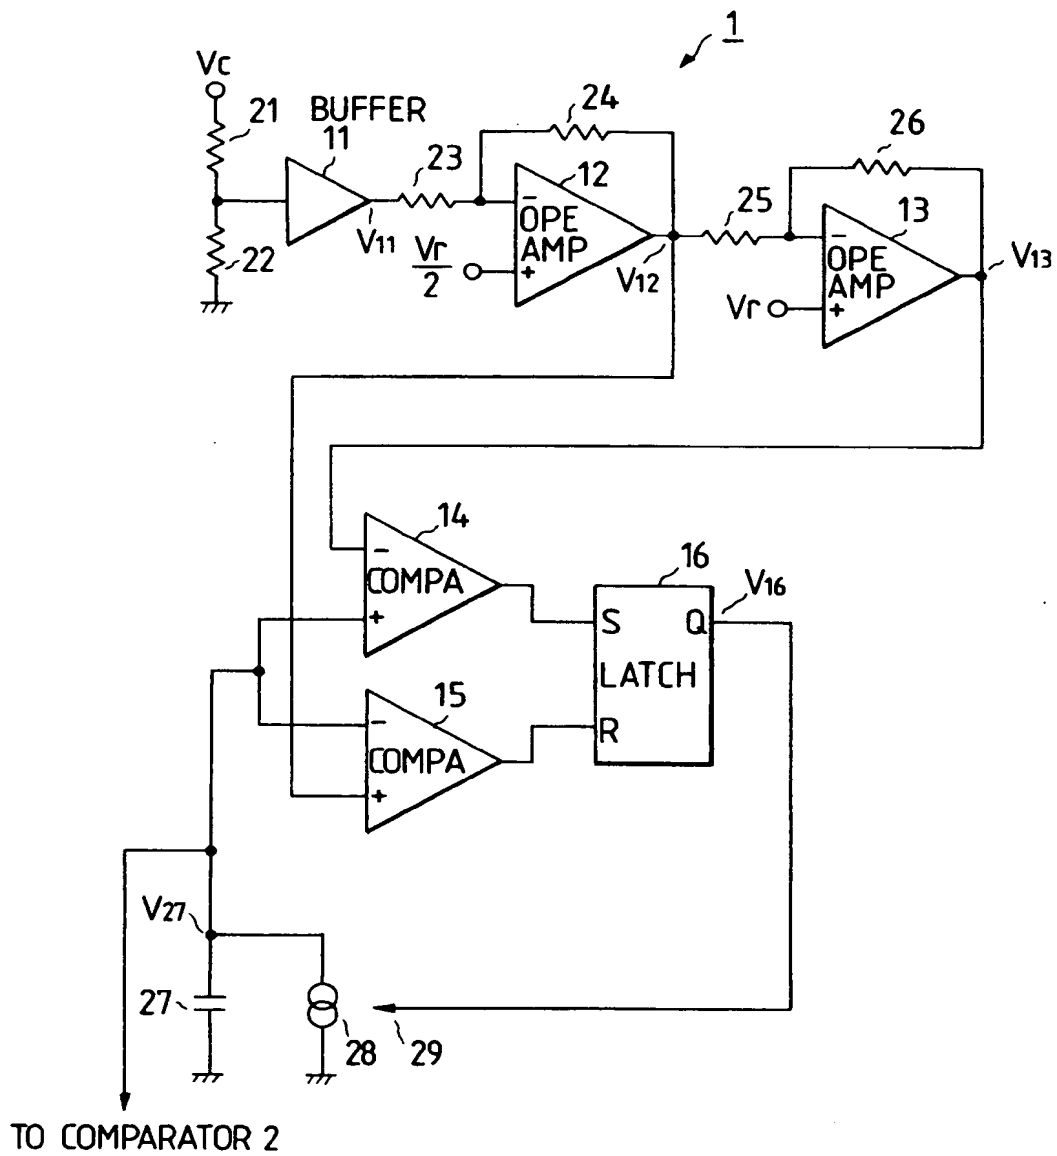 1
Vc
21
BUFFER
11
23
24
12
26
22
V11
Vr
2
-
OPE
AMP
+
V12
25
13
-
OPE
AMP
+
Vr
V13
14
-
COMPA
+
16
V16
S
Q
LATCH
R
15
-
COMPA
+
V27
27
28
29
TO COMPARATOR 2